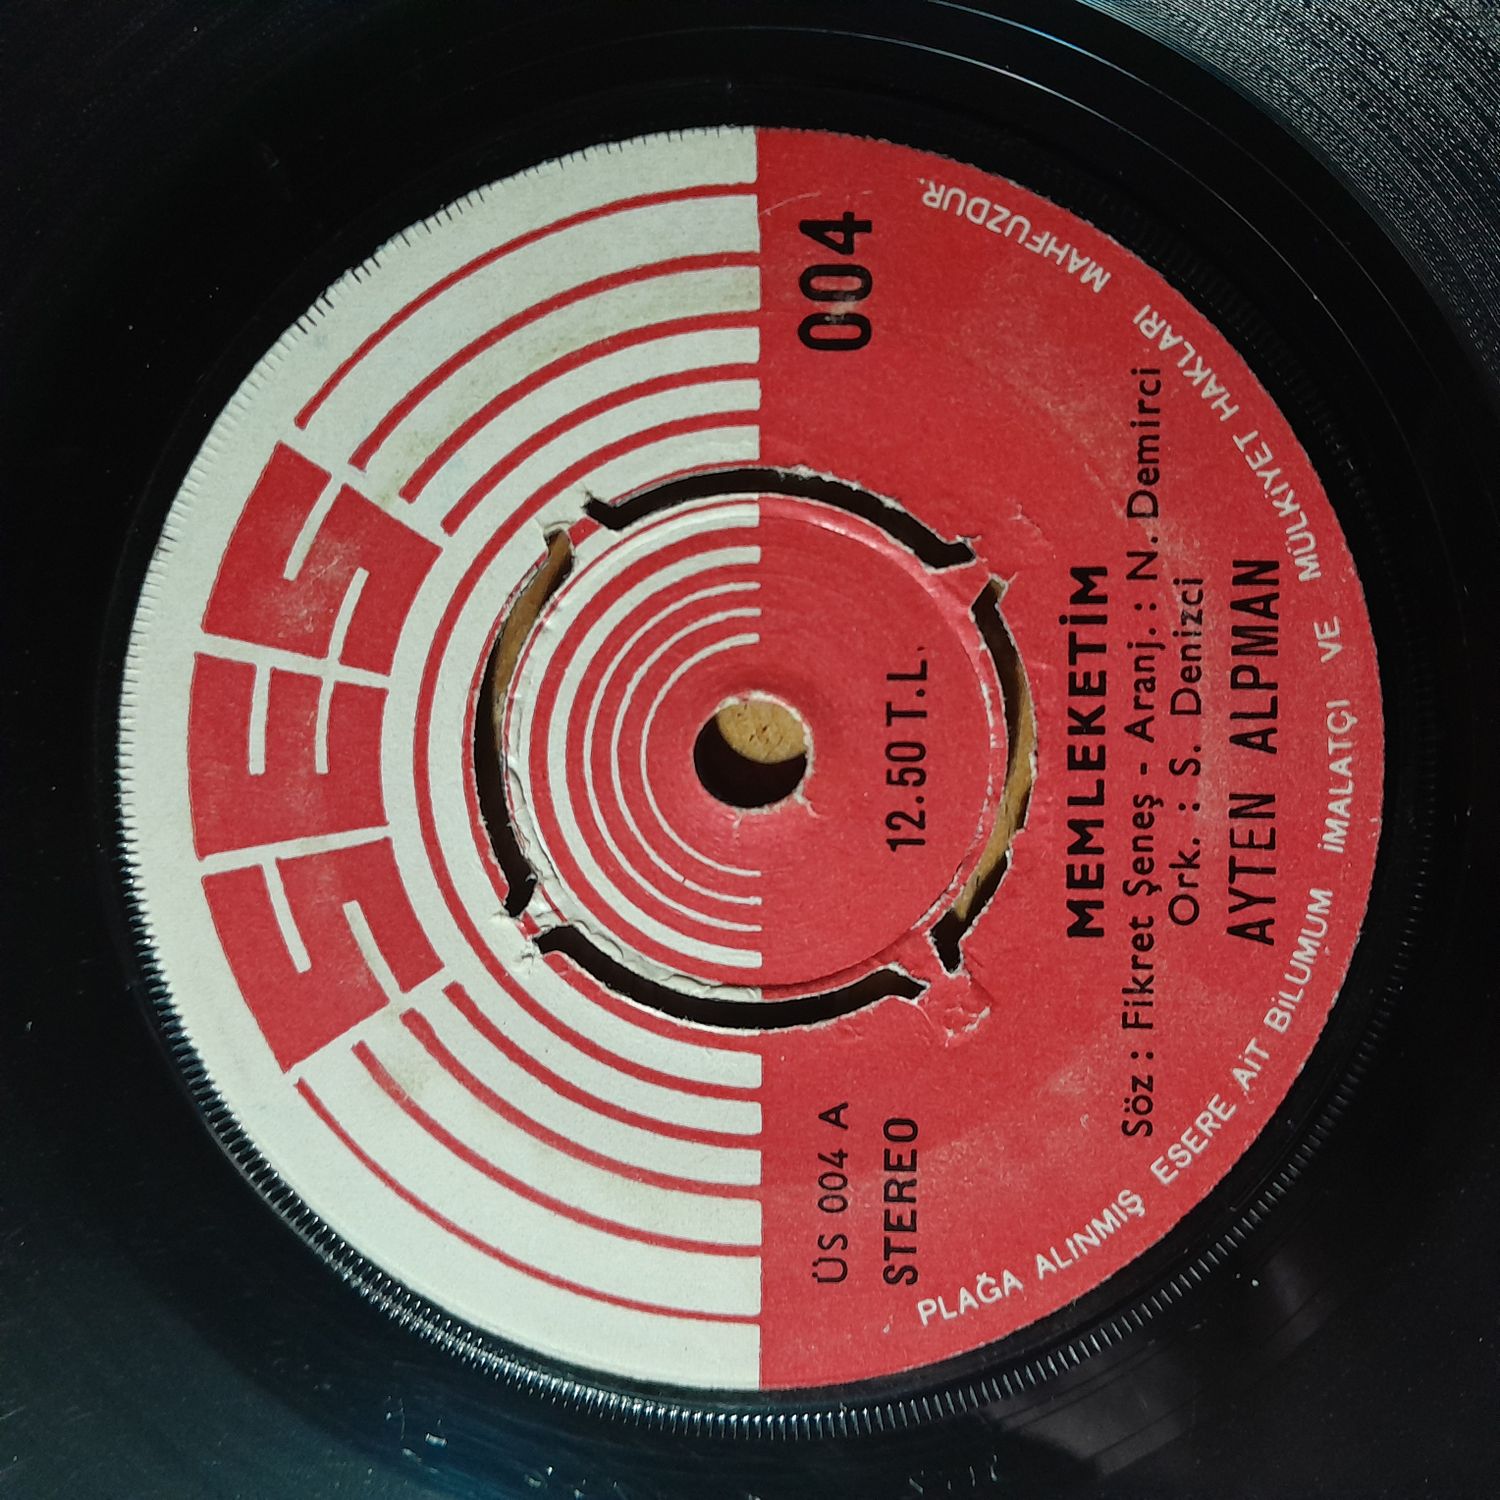 SES
ÜS 004 A
004
STEREO
12.50 T.L.
MEMLEKETİM
Söz : Fikret Şeneş - Aranj. : N. Demirci
Ork. : S. Denizci
AYTEN ALPMAN
PLAĞA ALINMIŞ ESERE AİT BİLUMUM İMALATÇI VE MÜLKİYET HAKLARI MAHFUZDUR.